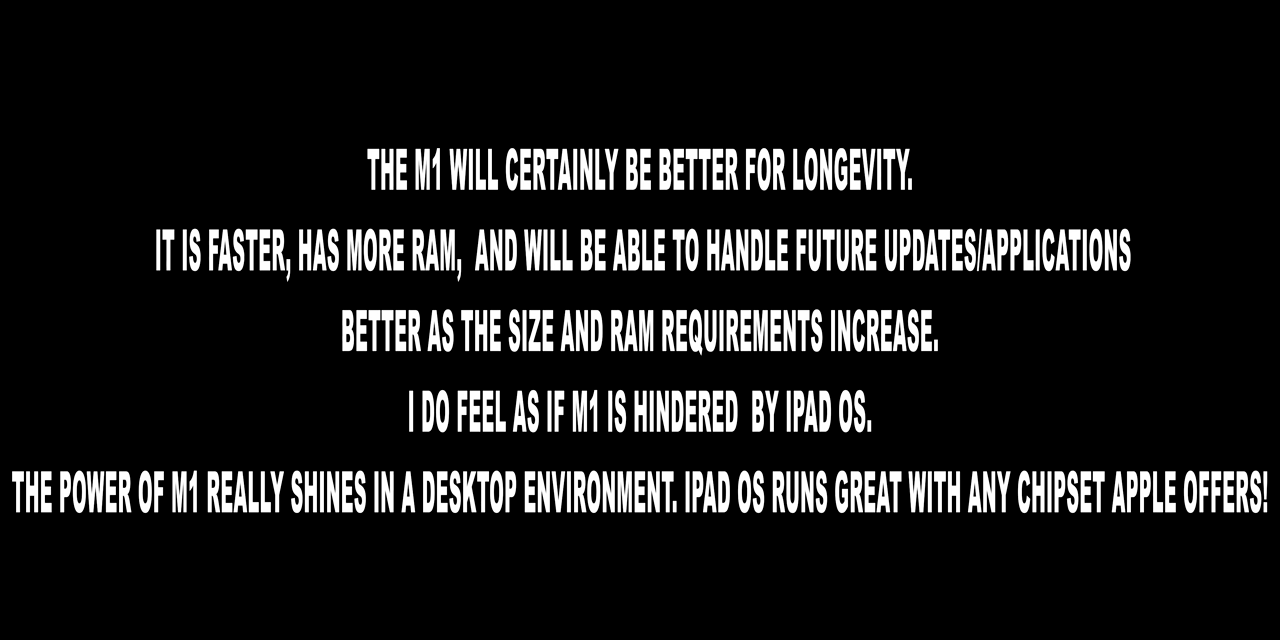 THE M1 WILL CERTAINLY BE BETTER FOR LONGEVITY.
IT IS FASTER, HAS MORE RAM,  AND WILL BE ABLE TO HANDLE FUTURE UPDATES/APPLICATIONS
BETTER AS THE SIZE AND RAM REQUIREMENTS INCREASE.
I DO FEEL AS IF M1 IS HINDERED  BY IPAD OS.
THE POWER OF M1 REALLY SHINES IN A DESKTOP ENVIRONMENT. IPAD OS RUNS GREAT WITH ANY CHIPSET APPLE OFFERS!